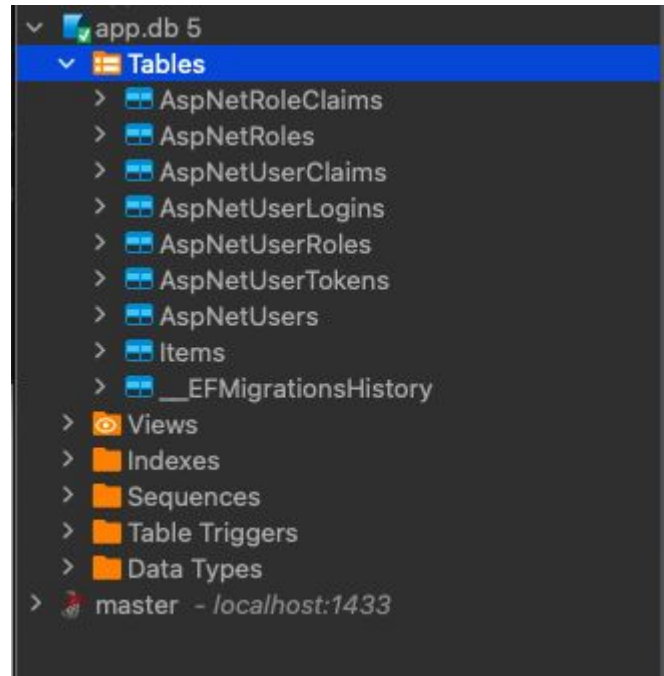 app.db 5
Tables
AspNetRoleClaims
AspNetRoles
AspNetUserClaims
AspNetUserLogins
AspNetUserRoles
AspNetUserTokens
AspNetUsers
Items
__EFMigrationsHistory
Views
Indexes
Sequences
Table Triggers
Data Types
master - localhost:1433